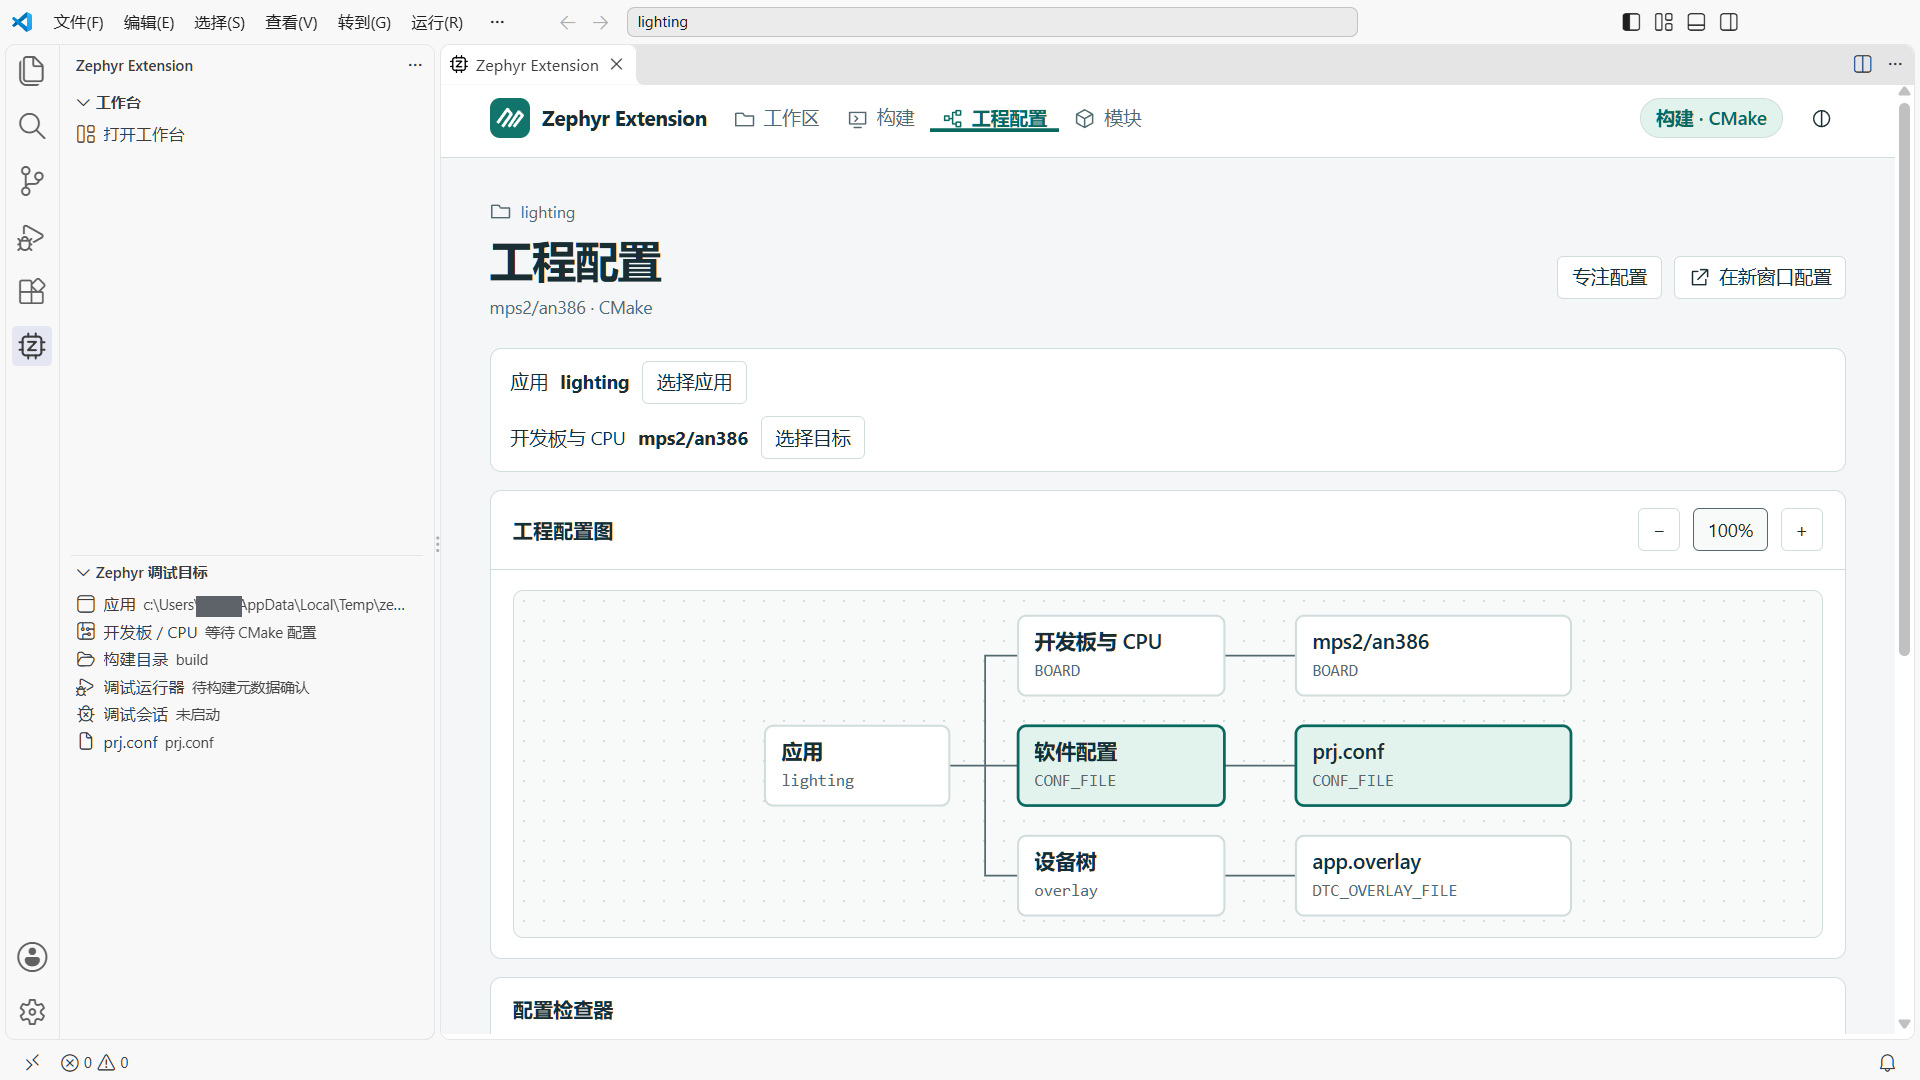 文件(F) 编辑(E) 选择(S) 查看(V) 转到(G) 运行(R) ··· lighting
Zephyr Extension ···
工作台
打开工作台
Zephyr 调试目标
应用 c:\Users\ AppData\Local\Temp\ze...
开发板 / CPU 等待 CMake 配置
构建目录 build
调试运行器 待构建元数据确认
调试会话 未启动
prj.conf prj.conf
Zephyr Extension
Zephyr Extension 工作区 构建 工程配置 模块 构建 · CMake
lighting
工程配置
mps2/an386 · CMake
专注配置 在新窗口配置
应用 lighting 选择应用
开发板与 CPU mps2/an386 选择目标
工程配置图 − 100% +
开发板与 CPU
BOARD
mps2/an386
BOARD
应用
lighting
软件配置
CONF_FILE
prj.conf
CONF_FILE
设备树
overlay
app.overlay
DTC_OVERLAY_FILE
配置检查器
0 0